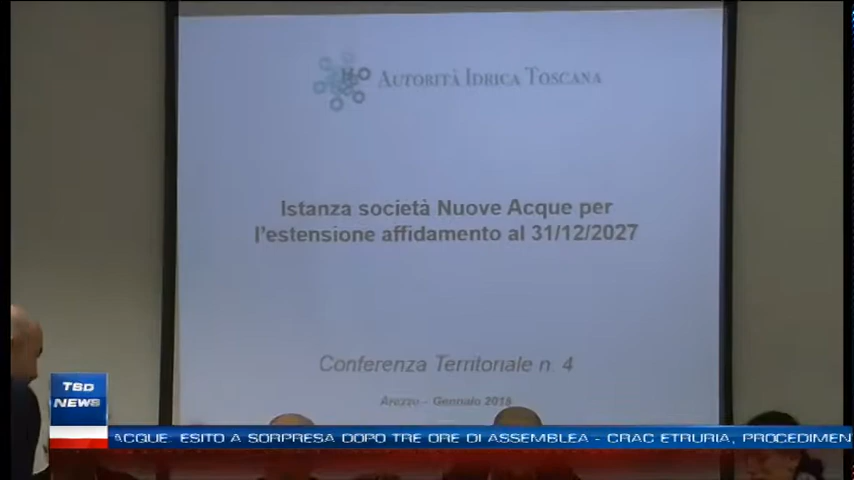 AUTORITÀ IDRICA TOSCANA
Istanza società Nuove Acque per
l'estensione affidamento al 31/12/2027
Conferenza Territoriale n. 4
Arezzo – Gennaio 2018
TSD
NEWS
ACQUE: ESITO A SORPRESA DOPO TRE ORE DI ASSEMBLEA - CRAC ETRURIA, PROCEDIMEN